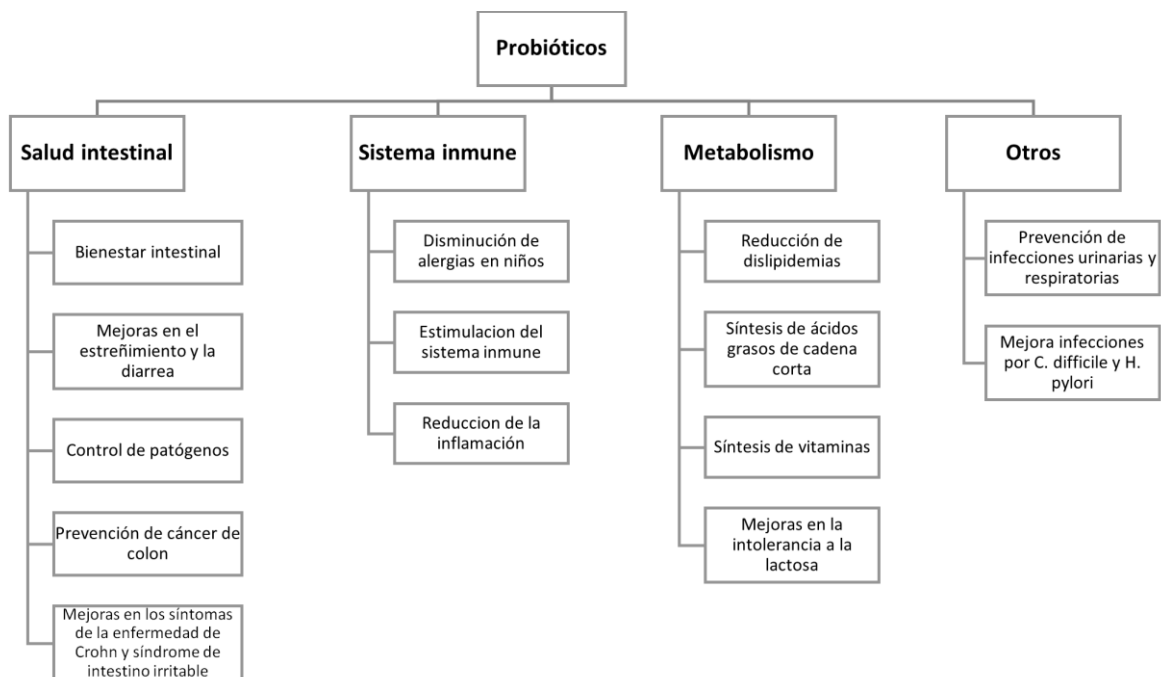 Probióticos
Salud intestinal
Bienestar intestinal
Mejoras en el
estreñimiento y la
diarrea
Control de patógenos
Prevención de cáncer de
colon
Mejoras en los síntomas
de la enfermedad de
Crohn y síndrome de
intestino irritable
Sistema inmune
Disminución de
alergias en niños
Estimulacion del
sistema inmune
Reduccion de la
inflamación
Metabolismo
Reducción de
dislipidemias
Síntesis de ácidos
grasos de cadena
corta
Síntesis de vitaminas
Mejoras en la
intolerancia a la
lactosa
Otros
Prevención de
infecciones urinarias y
respiratorias
Mejora infecciones
por C. difficile y H.
pylori